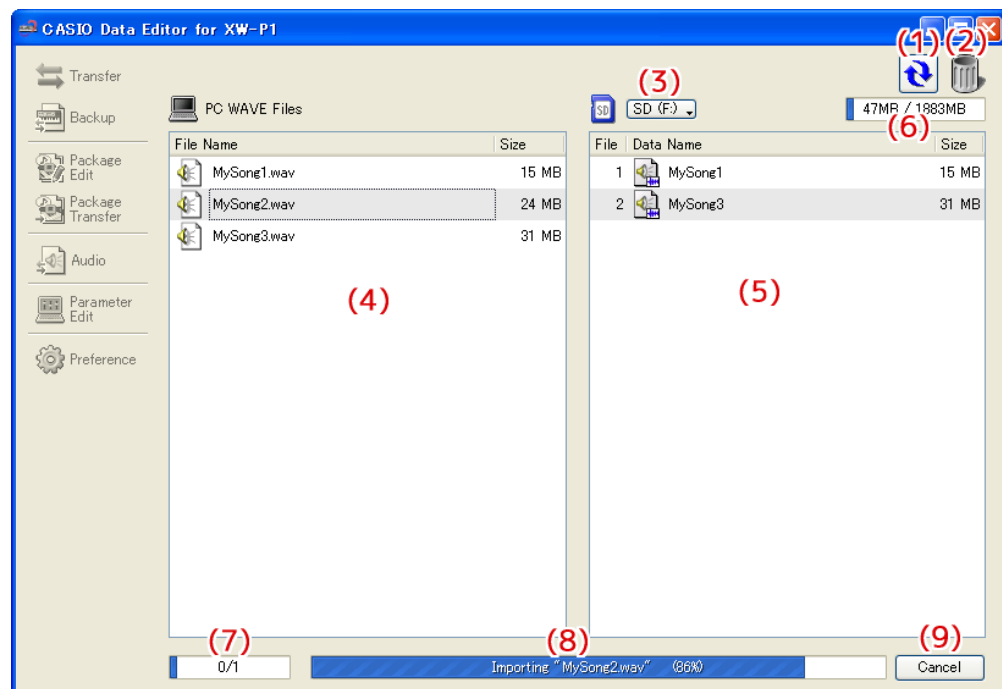 CASIO Data Editor for XW-P1
(1) (2)
Transfer
(3)
Backup
PC WAVE Files
SD
SD (F:)
47MB / 1883MB
(6)
File Name Size
File Data Name Size
Package
Edit
MySong1.wav 15 MB
1 MySong1 15 MB
Package
Transfer
MySong2.wav 24 MB
2 MySong3 31 MB
MySong3.wav 31 MB
Audio
(4)
(5)
Parameter
Edit
Preference
(7)
(8)
(9)
0/1
Importing "MySong2.wav" (86%)
Cancel